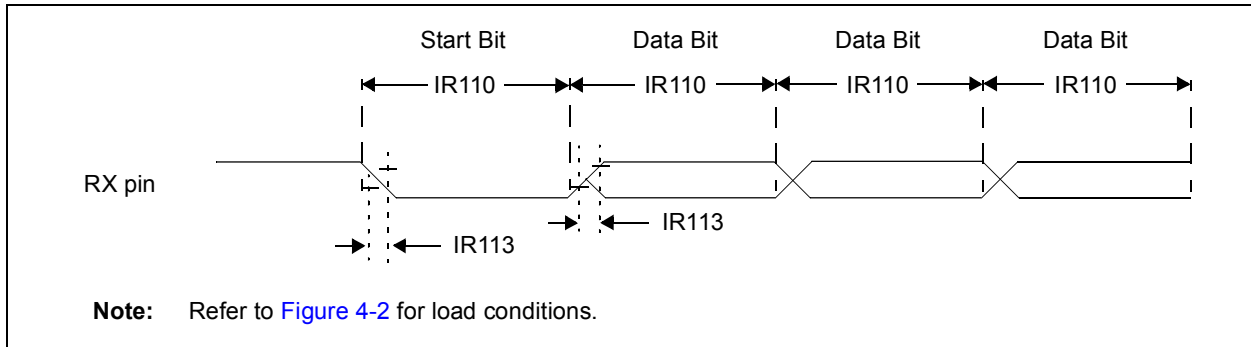 Start Bit Data Bit Data Bit Data Bit
IR110 IR110 IR110 IR110
RX pin
IR113 IR113
Note: Refer to Figure 4-2 for load conditions.